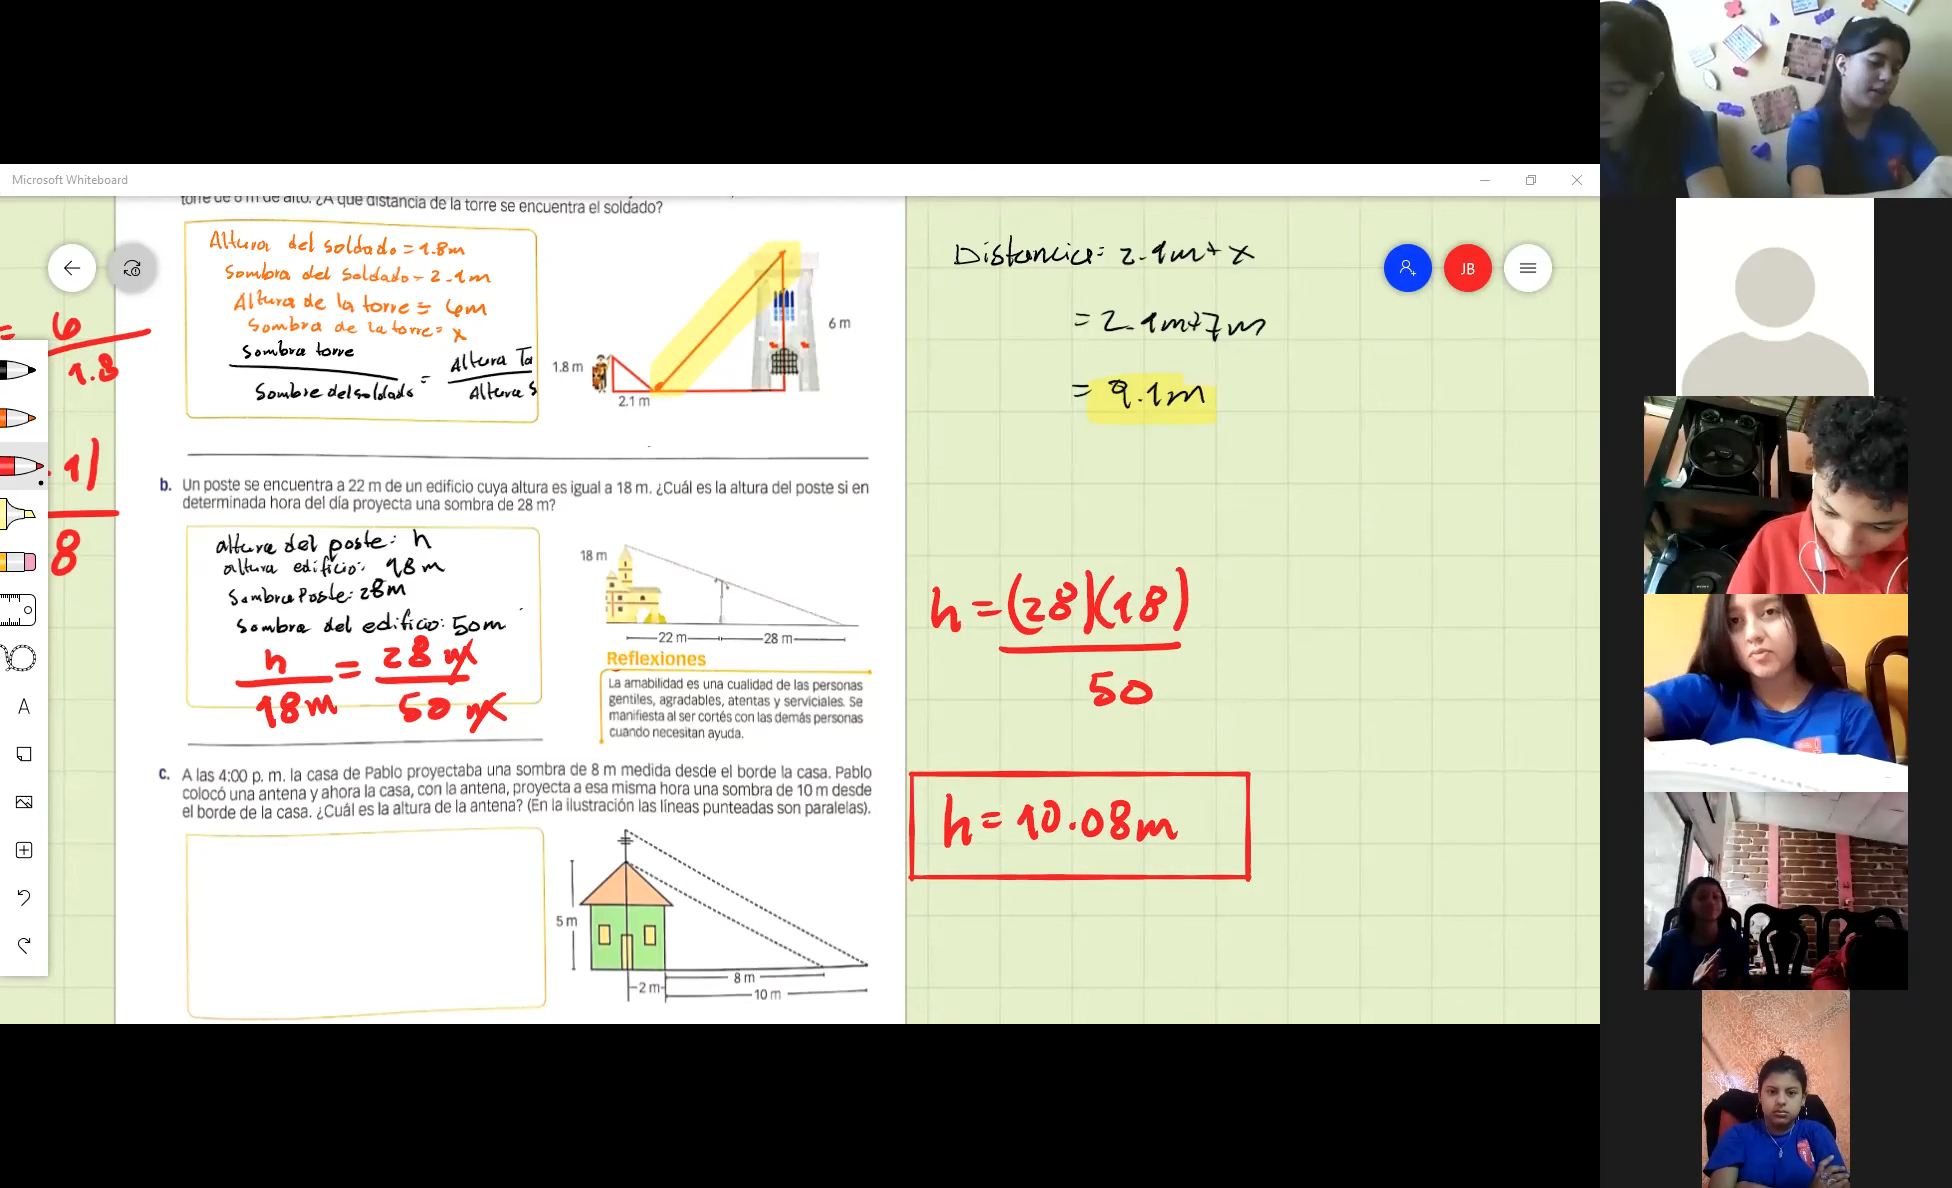 Microsoft Whiteboard
torre de 6 m de alto. ¿A qué distancia de la torre se encuentra el soldado?
Altura del soldado = 1.8m
Sombra del soldado = 2.1m
Altura de la torre = 6m
Sombra de la torre = x
Sombra torre
Sombra del soldado
=
Altura To
Altura S
1.8 m
2.1 m
6 m
= 6
1.8
.1)
8
Distancia: 2.1m + x
= 2.1m+7m
= 9.1m
JB
b. Un poste se encuentra a 22 m de un edificio cuya altura es igual a 18 m. ¿Cuál es la altura del poste si en
determinada hora del día proyecta una sombra de 28 m?
altura del poste: h
altura edificio: 18m
Sombra Poste: 28m
Sombra del edificio: 50m
h = 28 m
18m 50 m
18 m
22 m 28 m
h = (28)(18)
50
h = 10.08m
Reflexiones
La amabilidad es una cualidad de las personas
gentiles, agradables, atentas y serviciales. Se
manifiesta al ser cortés con las demás personas
cuando necesitan ayuda.
c. A las 4:00 p. m. la casa de Pablo proyectaba una sombra de 8 m medida desde el borde la casa. Pablo
colocó una antena y ahora la casa, con la antena, proyecta a esa misma hora una sombra de 10 m desde
el borde de la casa. ¿Cuál es la altura de la antena? (En la ilustración las líneas punteadas son paralelas).
5 m
2 m
8 m
10 m
A